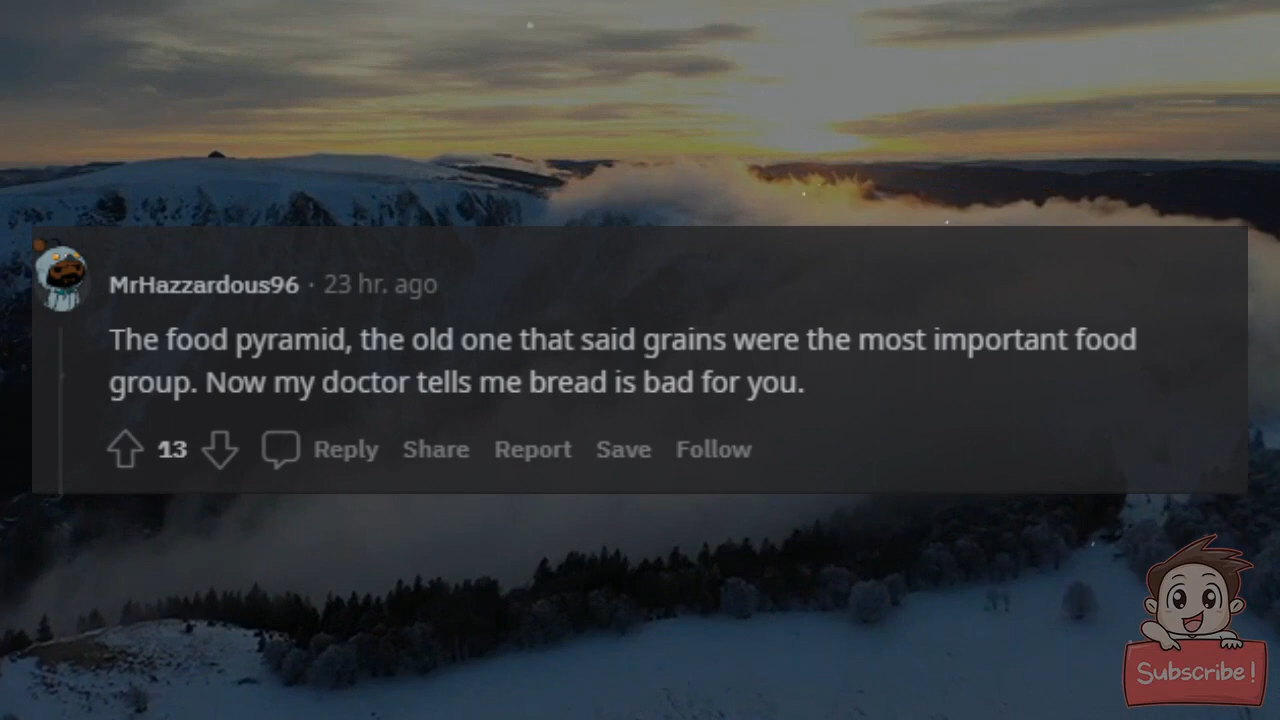 MrHazzardous96 · 23 hr. ago
The food pyramid, the old one that said grains were the most important food
group. Now my doctor tells me bread is bad for you.
13 Reply Share Report Save Follow
Subscribe!